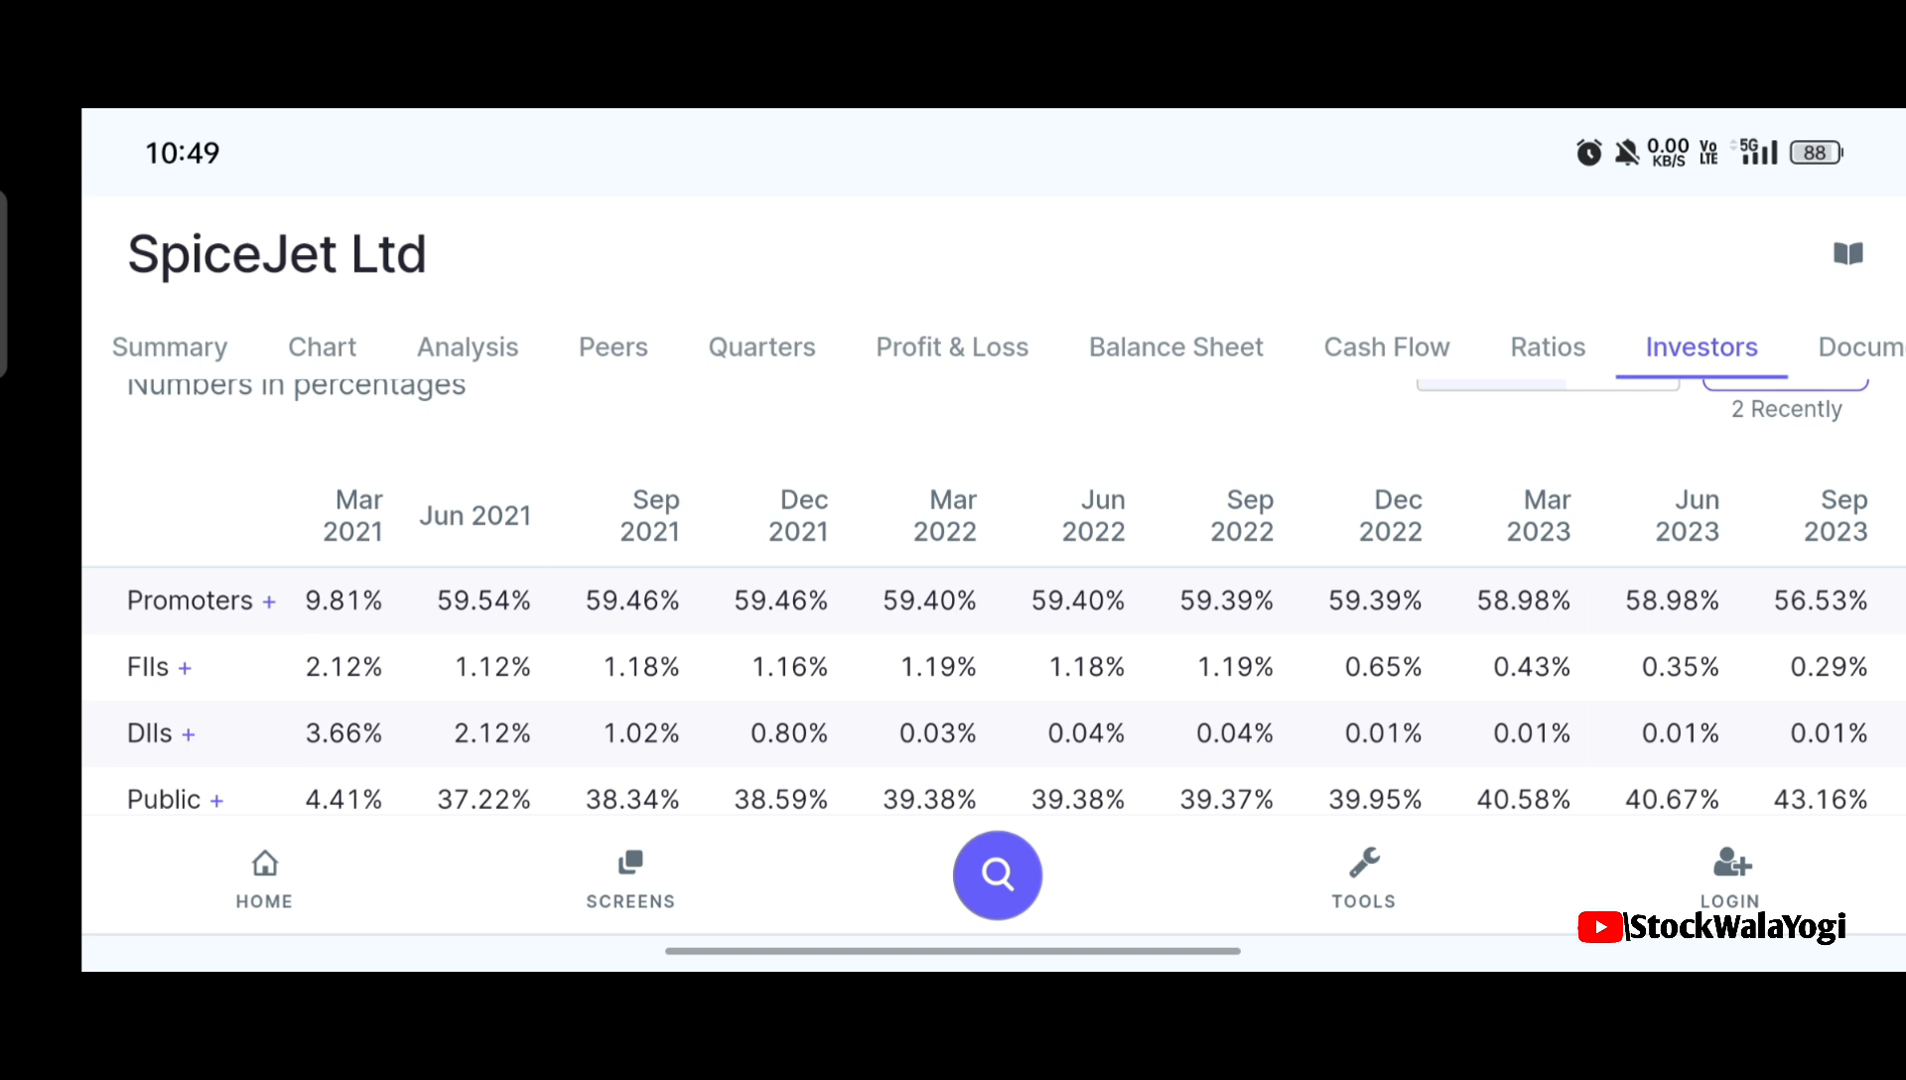 10:49
0.00 KB/S Vo LTE 5G 88
SpiceJet Ltd
Summary Chart Analysis Peers Quarters Profit & Loss Balance Sheet Cash Flow Ratios Investors Docum
Numbers in percentages
2 Recently
Mar 2021 Jun 2021 Sep 2021 Dec 2021 Mar 2022 Jun 2022 Sep 2022 Dec 2022 Mar 2023 Jun 2023 Sep 2023
Promoters + 9.81% 59.54% 59.46% 59.46% 59.40% 59.40% 59.39% 59.39% 58.98% 58.98% 56.53%
FIIs + 2.12% 1.12% 1.18% 1.16% 1.19% 1.18% 1.19% 0.65% 0.43% 0.35% 0.29%
DIIs + 3.66% 2.12% 1.02% 0.80% 0.03% 0.04% 0.04% 0.01% 0.01% 0.01% 0.01%
Public + 4.41% 37.22% 38.34% 38.59% 39.38% 39.38% 39.37% 39.95% 40.58% 40.67% 43.16%
HOME SCREENS TOOLS LOGIN
\StockWalaYogi